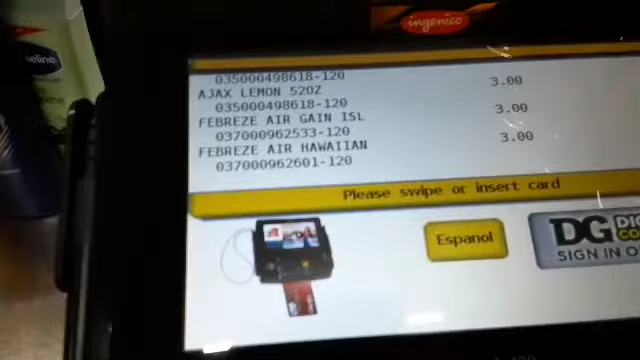 ingenico
seline
035000498618-120
AJAX LEMON 52OZ 3.00
035000498618-120
FEBREZE AIR GAIN ISL 3.00
037000962533-120
FEBREZE AIR HAWAIIAN 3.00
037000962601-120
Please swipe or insert card
Espanol
DG
SIGN IN O